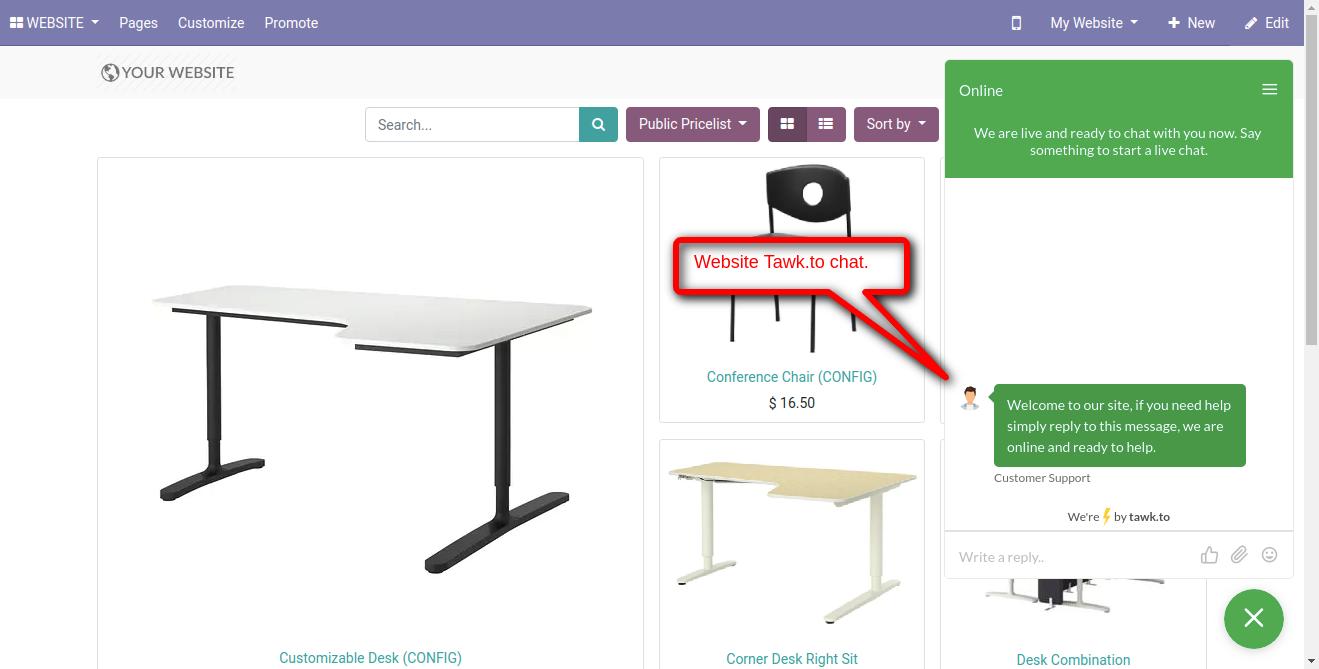 WEBSITE
Pages
Customize
Promote
My Website
New
Edit
YOUR WEBSITE
Search...
Public Pricelist
Sort by
Online
We are live and ready to chat with you now. Say
something to start a live chat.
Website Tawk.to chat.
Conference Chair (CONFIG)
$ 16.50
Welcome to our site, if you need help
simply reply to this message, we are
online and ready to help.
Customer Support
We're by tawk.to
Write a reply..
Customizable Desk (CONFIG)
Corner Desk Right Sit
Desk Combination